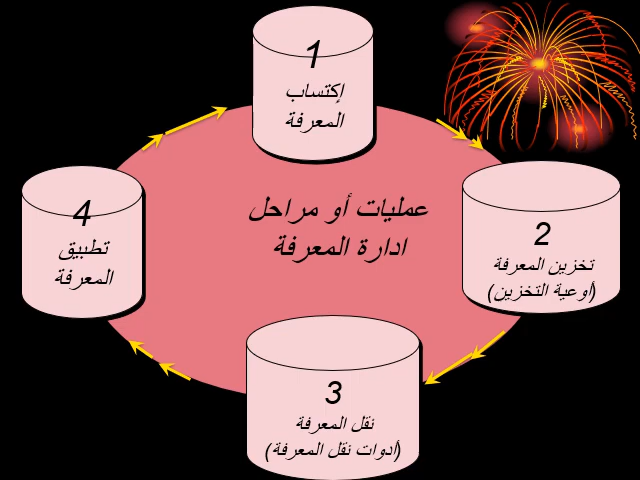 عمليات أو مراحل
ادارة المعرفة
1
إكتساب
المعرفة
2
تخزين المعرفة
(أوعية التخزين)
3
نقل المعرفة
(أدوات نقل المعرفة)
4
تطبيق
المعرفة